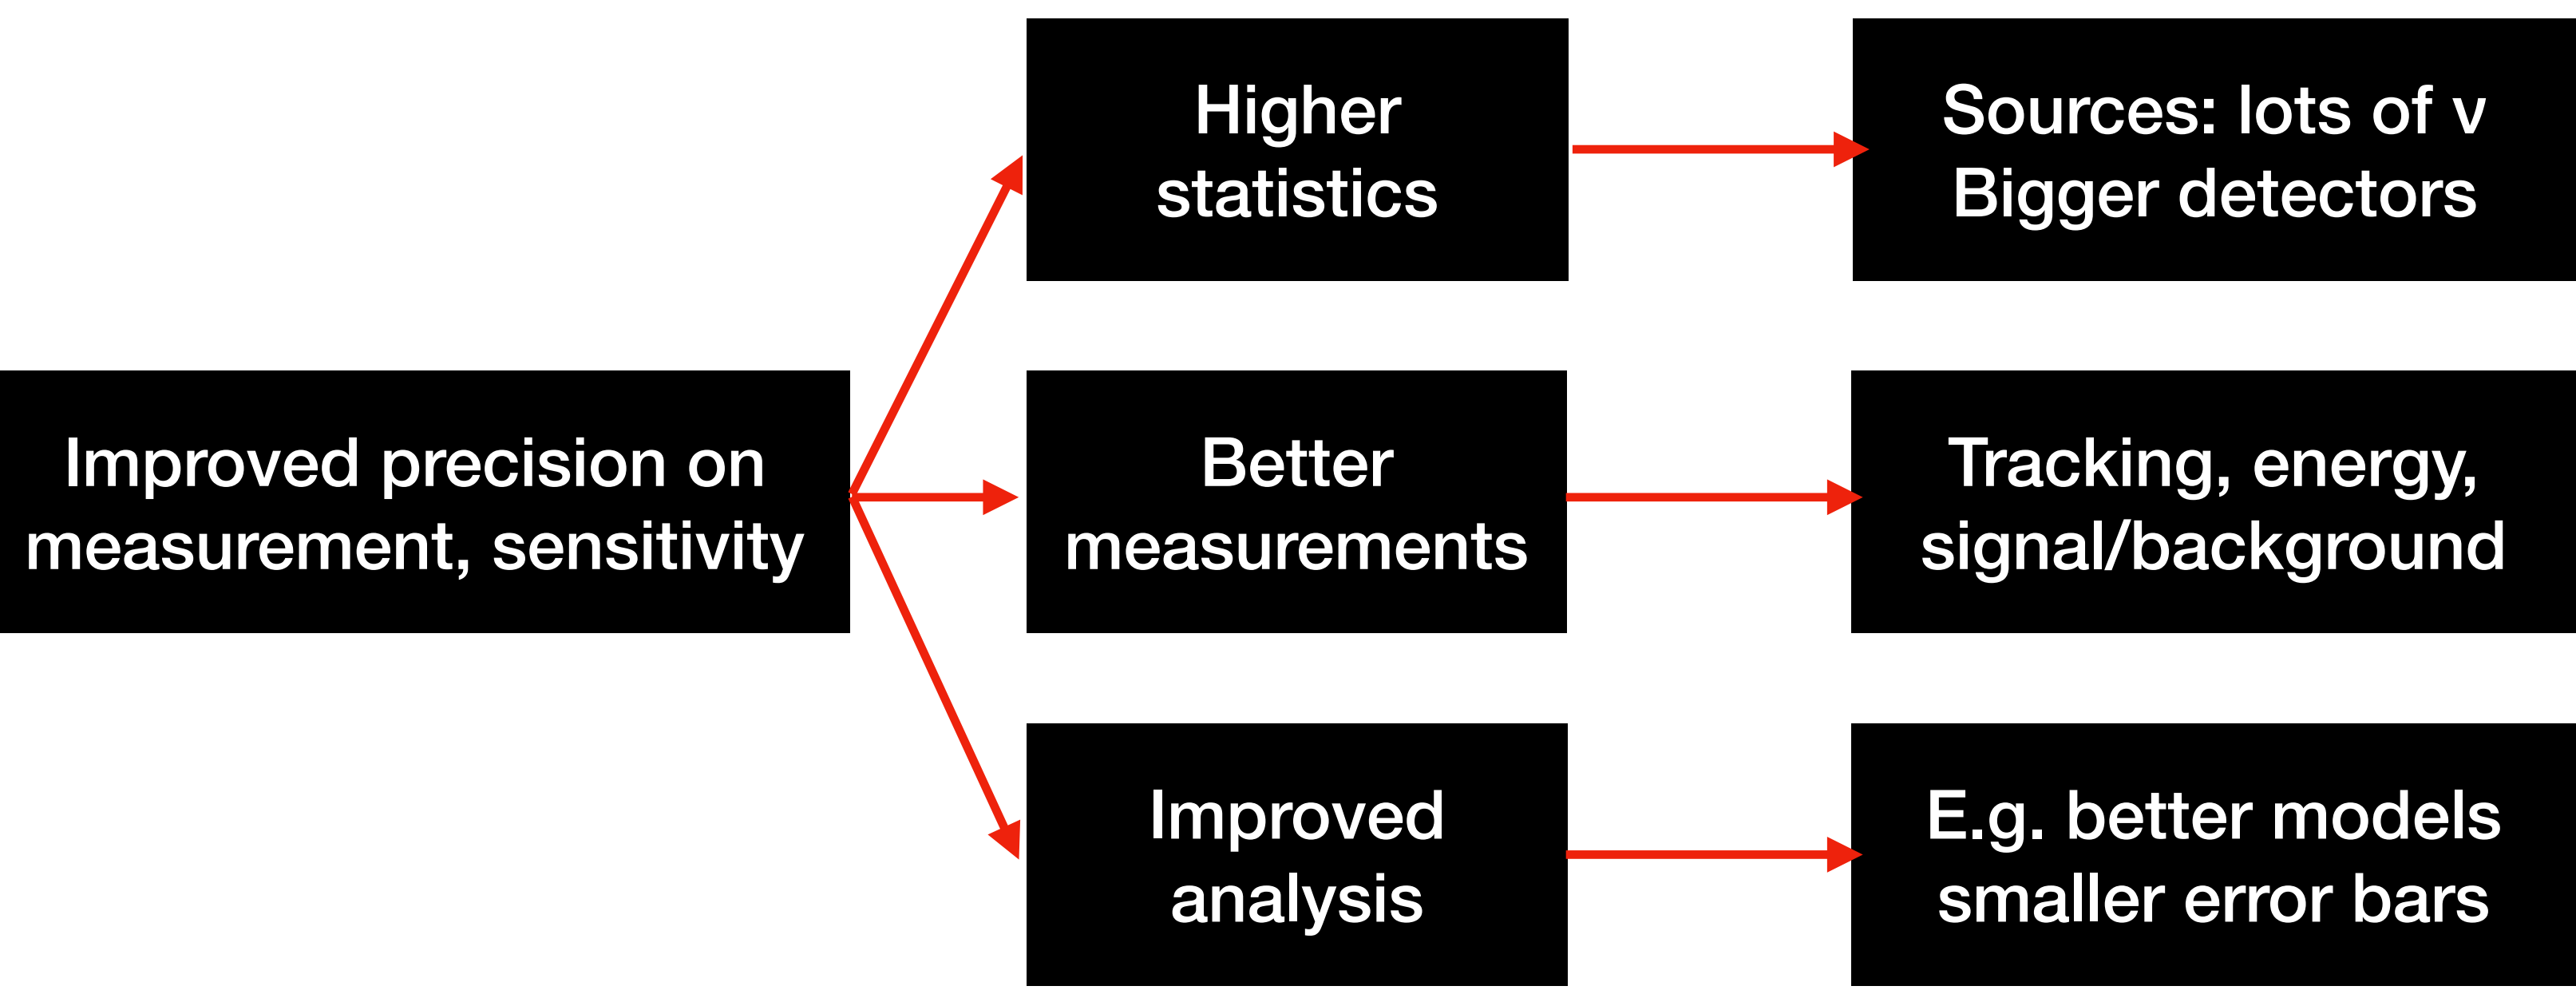 Improved precision on
measurement, sensitivity
Higher
statistics
Sources: lots of ν
Bigger detectors
Better
measurements
Tracking, energy,
signal/background
Improved
analysis
E.g. better models
smaller error bars